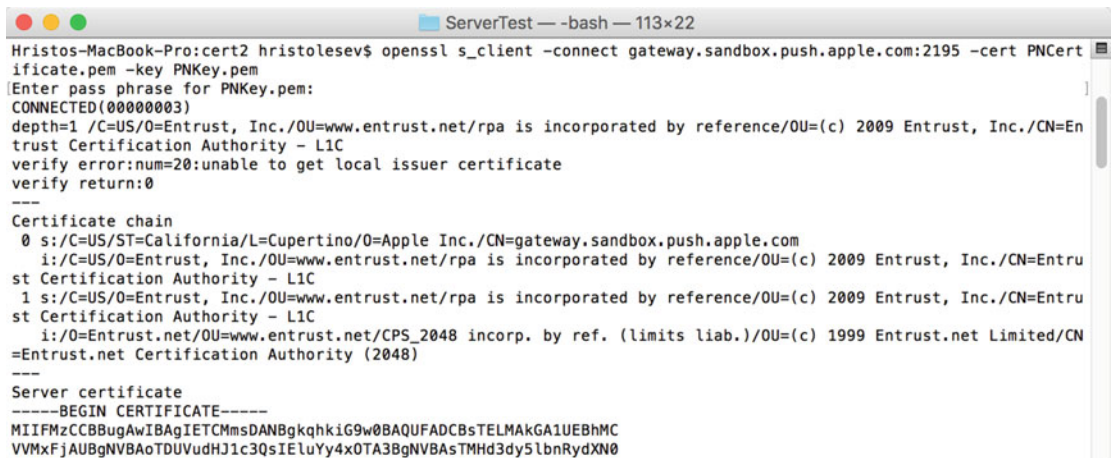 ServerTest — -bash — 113×22
Hristos-MacBook-Pro:cert2 hristolesev$ openssl s_client -connect gateway.sandbox.push.apple.com:2195 -cert PNCert
ificate.pem -key PNKey.pem
[Enter pass phrase for PNKey.pem: ]
CONNECTED(00000003)
depth=1 /C=US/O=Entrust, Inc./OU=www.entrust.net/rpa is incorporated by reference/OU=(c) 2009 Entrust, Inc./CN=En
trust Certification Authority - L1C
verify error:num=20:unable to get local issuer certificate
verify return:0
---
Certificate chain
 0 s:/C=US/ST=California/L=Cupertino/O=Apple Inc./CN=gateway.sandbox.push.apple.com
   i:/C=US/O=Entrust, Inc./OU=www.entrust.net/rpa is incorporated by reference/OU=(c) 2009 Entrust, Inc./CN=Entru
st Certification Authority - L1C
 1 s:/C=US/O=Entrust, Inc./OU=www.entrust.net/rpa is incorporated by reference/OU=(c) 2009 Entrust, Inc./CN=Entru
st Certification Authority - L1C
   i:/O=Entrust.net/OU=www.entrust.net/CPS_2048 incorp. by ref. (limits liab.)/OU=(c) 1999 Entrust.net Limited/CN
=Entrust.net Certification Authority (2048)
---
Server certificate
-----BEGIN CERTIFICATE-----
MIIFMzCCBBugAwIBAgIETCMmsDANBgkqhkiG9w0BAQUFADCBsTELMAkGA1UEBhMC
VVMxFjAUBgNVBAoTDUVudHJ1c3QsIEluYy4xOTA3BgNVBAsTMHd3dy5lbnRydXN0